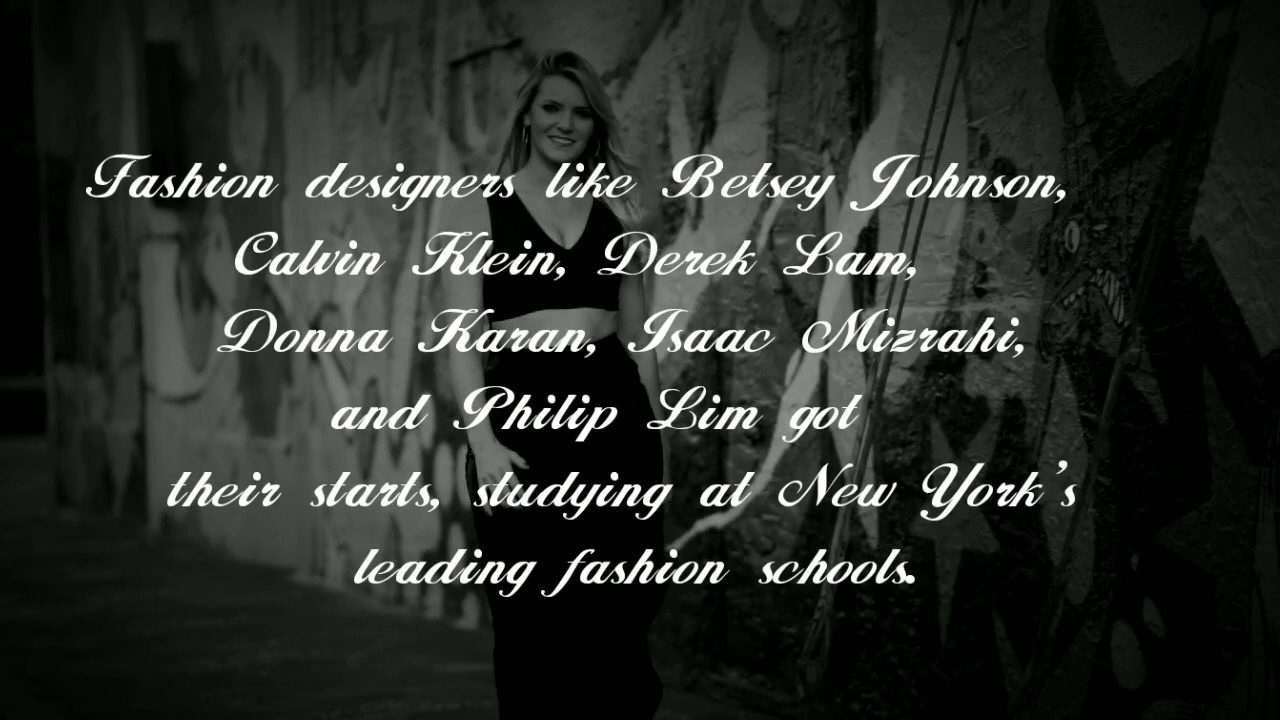 Fashion designers like Betsey Johnson,
Calvin Klein, Derek Lam,
Donna Karan, Isaac Mizrahi,
and Philip Lim got
their starts, studying at New York's
leading fashion schools.